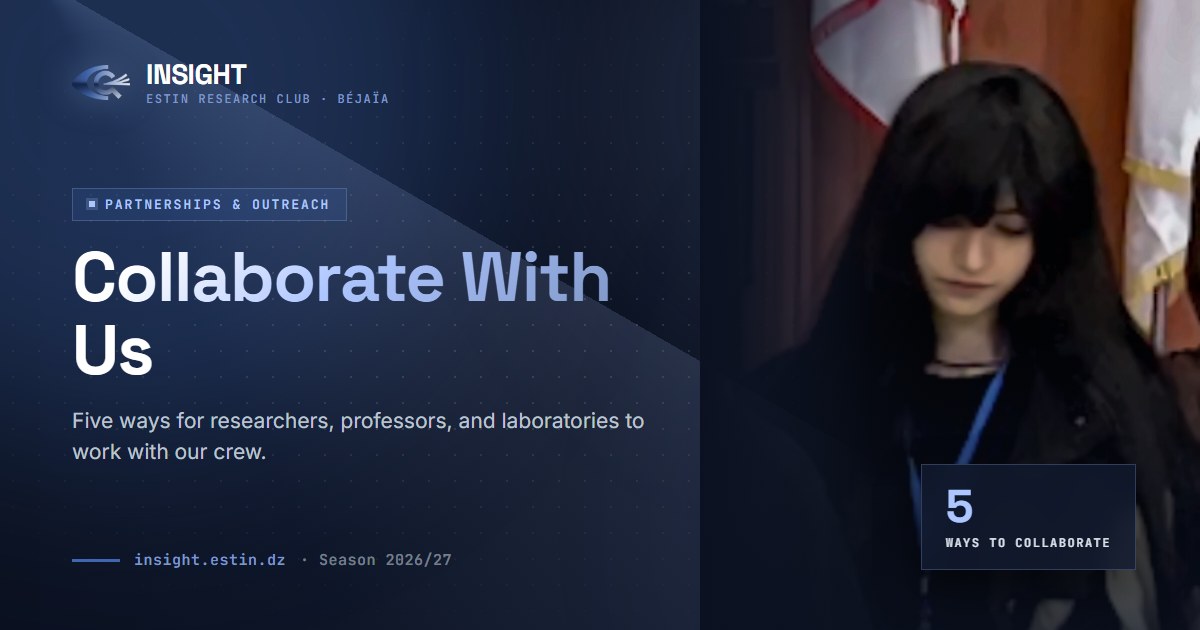 INSIGHT
ESTIN RESEARCH CLUB · BÉJAÏA
PARTNERSHIPS & OUTREACH
Collaborate With
Us
Five ways for researchers, professors, and laboratories to
work with our crew.
insight.estin.dz · Season 2026/27
5
WAYS TO COLLABORATE